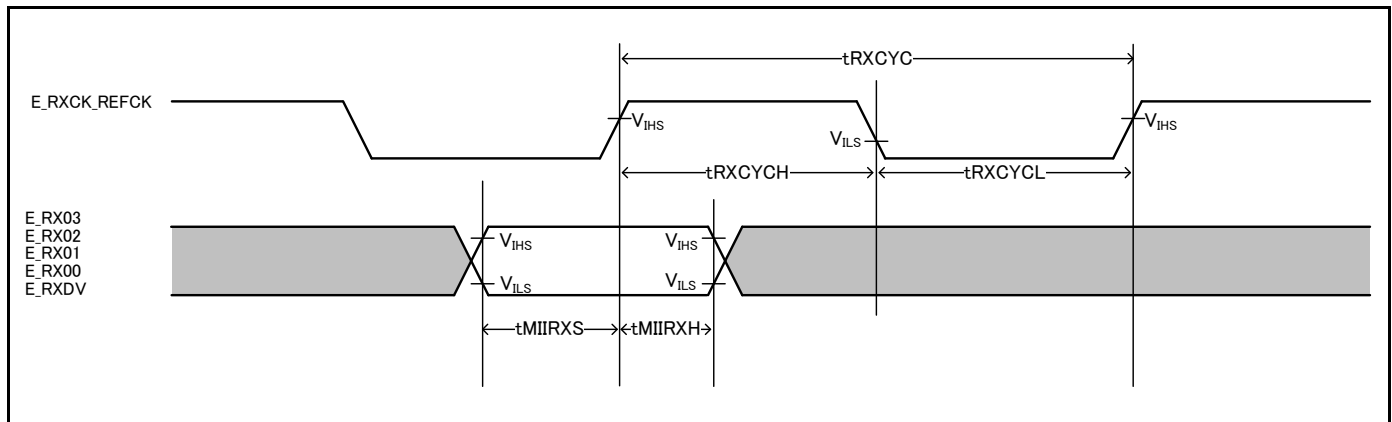 tRXCYC
E_RXCK_REFCK
VIHS
VILS
VIHS
tRXCYCH
tRXCYCL
E_RX03
E_RX02
E_RX01
E_RX00
E_RXDV
VIHS
VIHS
VILS
VILS
tMIIRXS
tMIIRXH